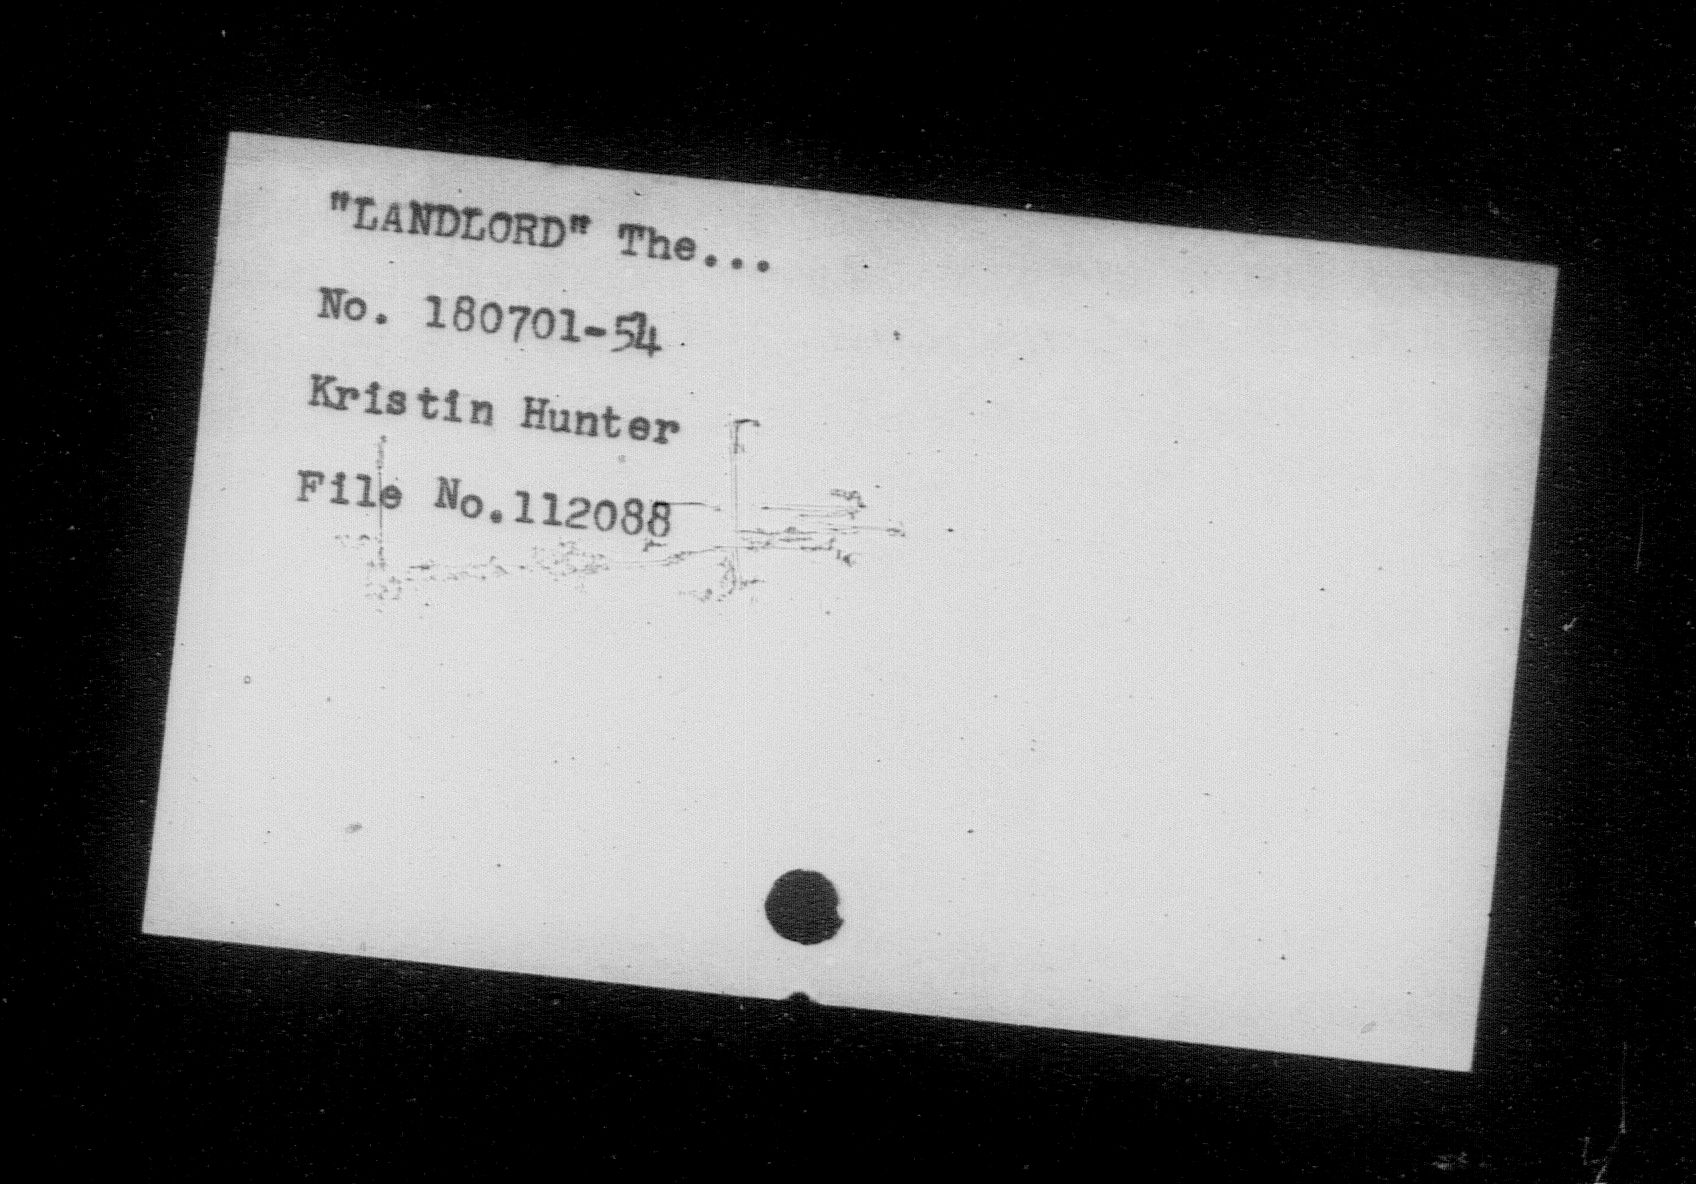 "LANDLORD" The...
No. 180701-54
Kristin Hunter
File No.112088